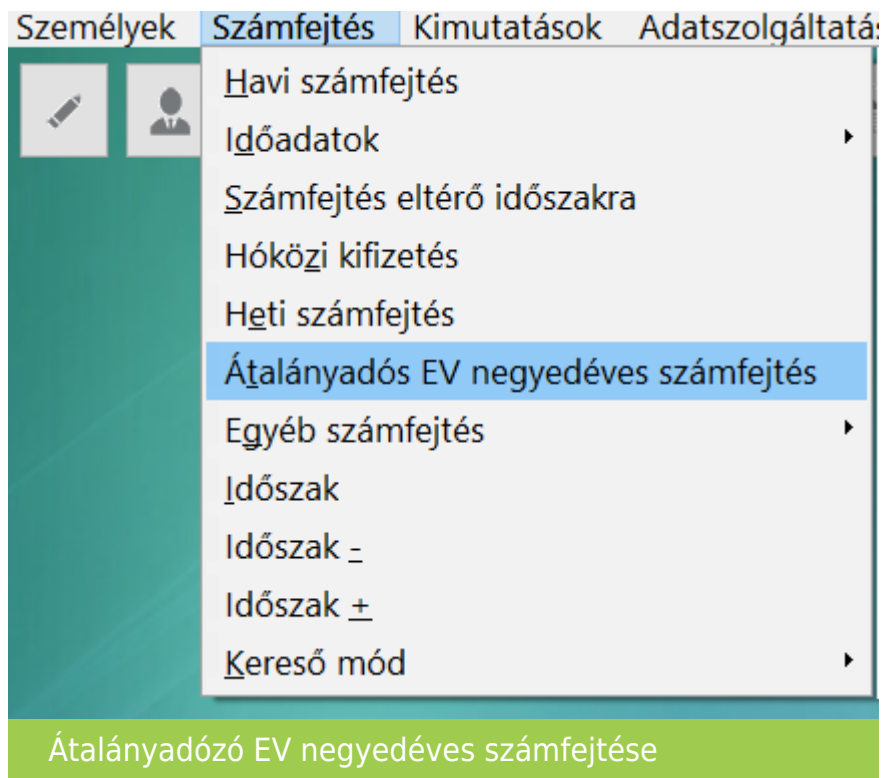 Személyek Számfejtés Kimutatások Adatszolgáltatás
Havi számfejtés
Időadatok
Számfejtés eltérő időszakra
Hóközi kifizetés
Heti számfejtés
Átalányadós EV negyedéves számfejtés
Egyéb számfejtés
Időszak
Időszak -
Időszak +
Kereső mód
Átalányadózó EV negyedéves számfejtése